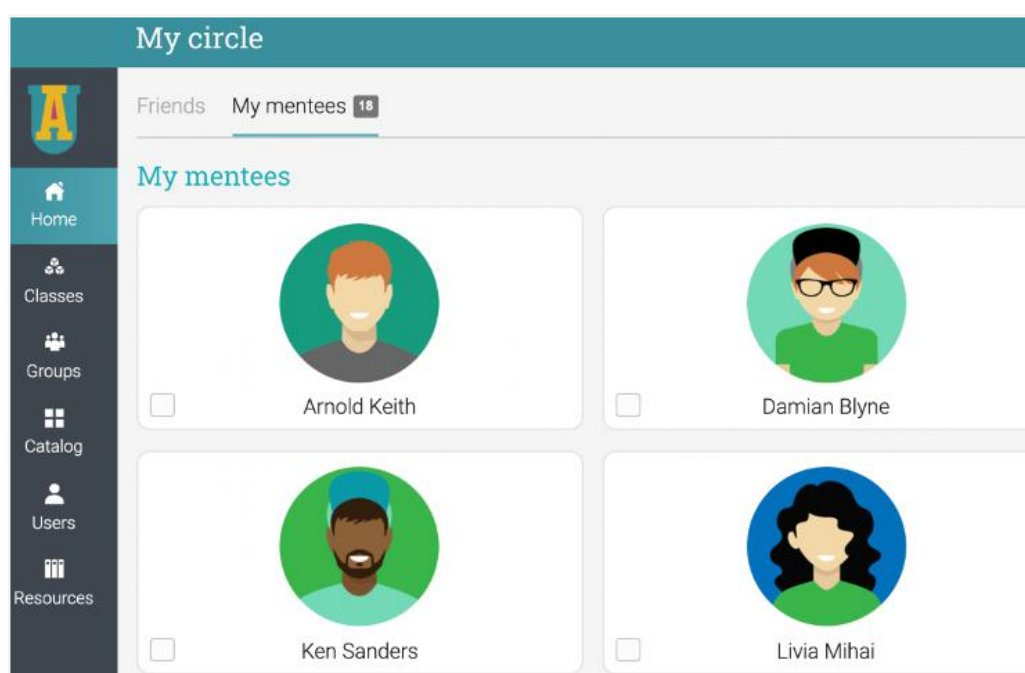 My circle
Friends My mentees 18
A
My mentees
Home
Classes
Groups
Catalog
Users
Resources
Arnold Keith
Damian Blyne
Ken Sanders
Livia Mihai